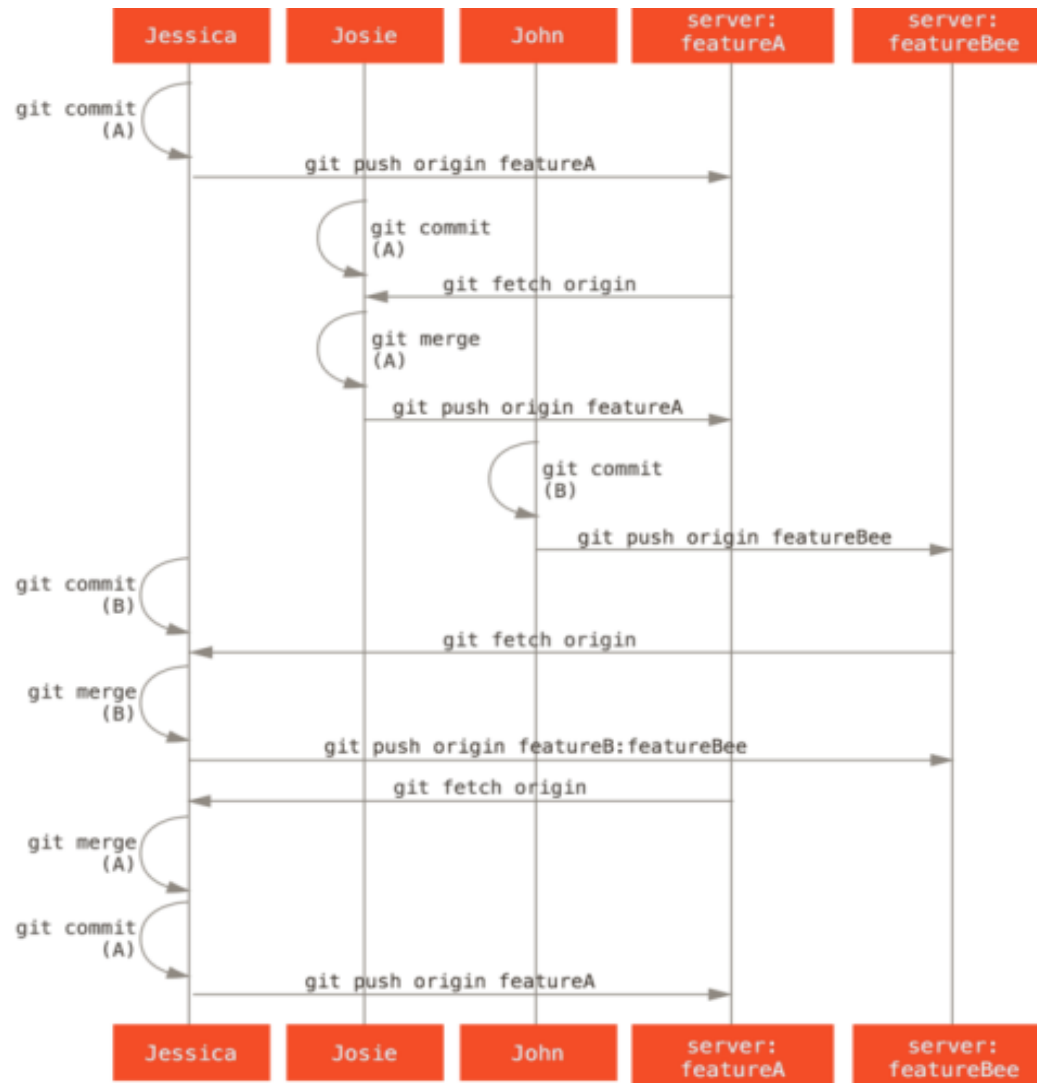 Jessica
Josie
John
server:
featureA
server:
featureBee
git commit
(A)
git push origin featureA
git commit
(A)
git fetch origin
git merge
(A)
git push origin featureA
git commit
(B)
git push origin featureBee
git commit
(B)
git fetch origin
git merge
(B)
git push origin featureB:featureBee
git fetch origin
git merge
(A)
git commit
(A)
git push origin featureA
Jessica
Josie
John
server:
featureA
server:
featureBee